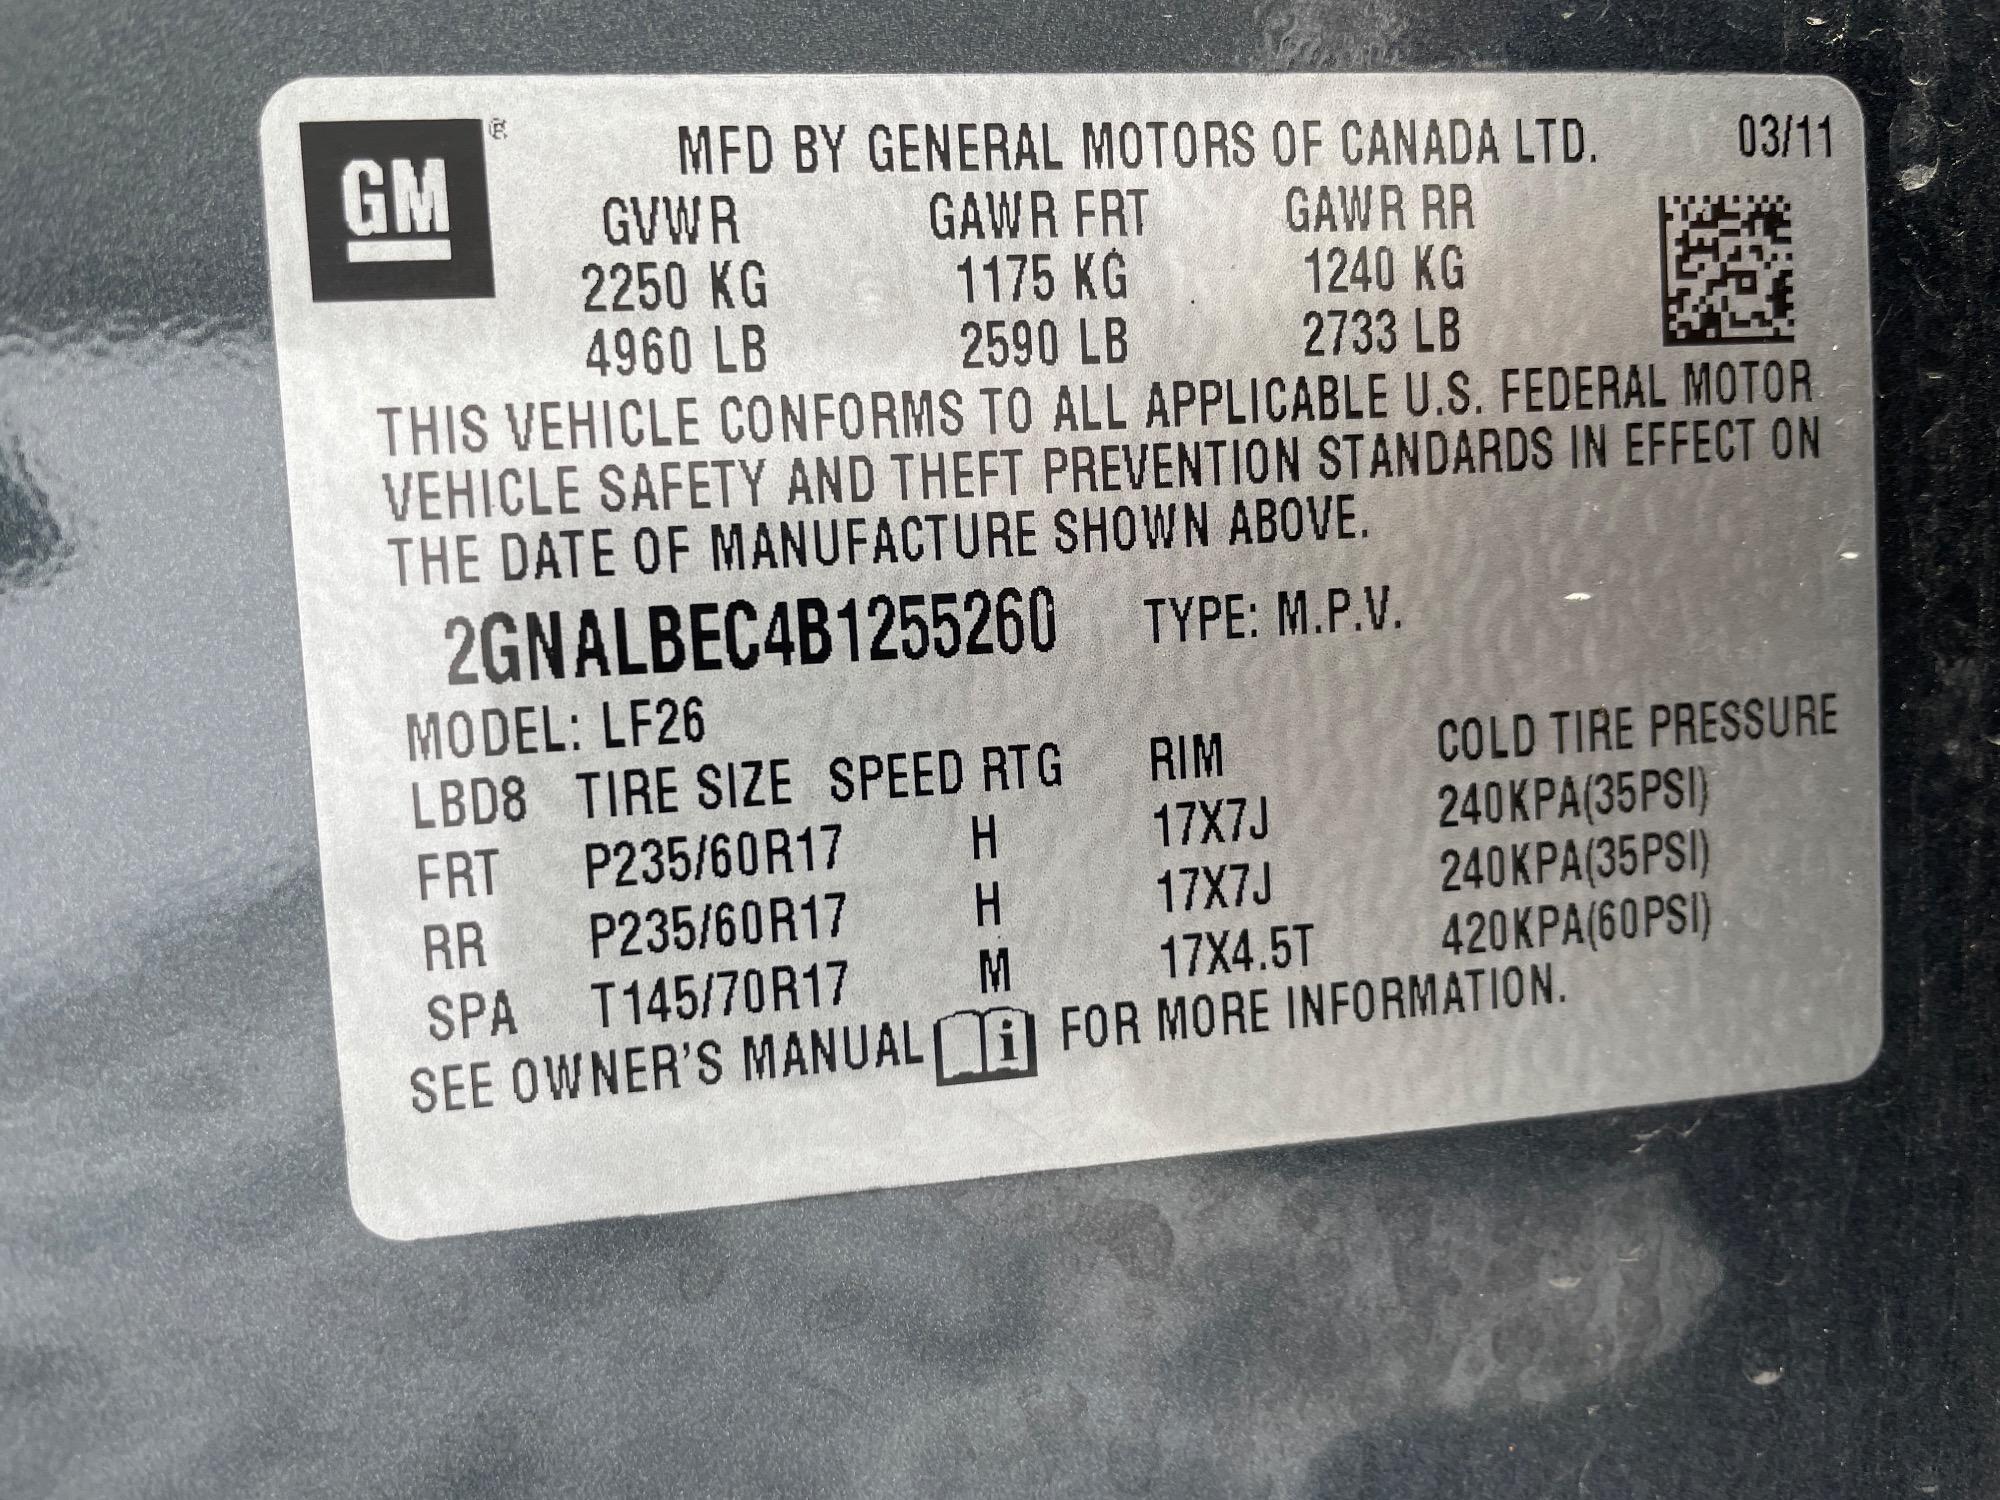 GM ®
MFD BY GENERAL MOTORS OF CANADA LTD. 03/11
GVWR GAWR FRT GAWR RR
2250 KG 1175 KG 1240 KG
4960 LB 2590 LB 2733 LB
THIS VEHICLE CONFORMS TO ALL APPLICABLE U.S. FEDERAL MOTOR
VEHICLE SAFETY AND THEFT PREVENTION STANDARDS IN EFFECT ON
THE DATE OF MANUFACTURE SHOWN ABOVE.
2GNALBEC4B1255260 TYPE: M.P.V.
MODEL: LF26
LBD8 TIRE SIZE SPEED RTG RIM COLD TIRE PRESSURE
FRT P235/60R17 H 17X7J 240KPA(35PSI)
RR P235/60R17 H 17X7J 240KPA(35PSI)
SPA T145/70R17 M 17X4.5T 420KPA(60PSI)
SEE OWNER'S MANUAL i FOR MORE INFORMATION.